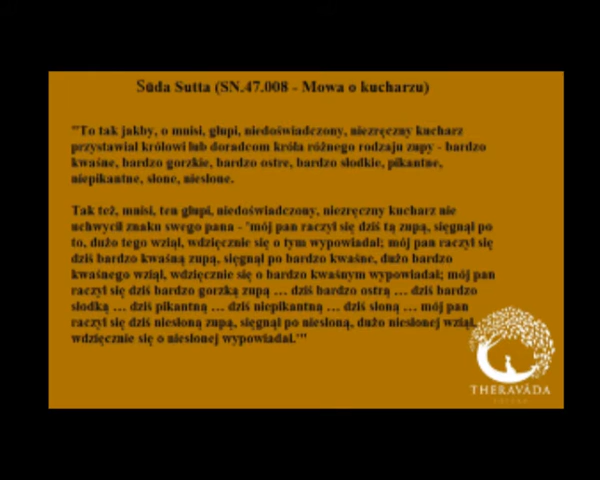 Sūda Sutta (SN.47.008 - Mowa o kucharzu)
"To tak jakby, o mnisi, głupi, niedoświadczony, niezręczny kucharz
przystawiał królowi lub doradcom króla różnego rodzaju zupy - bardzo
kwaśne, bardzo gorzkie, bardzo ostre, bardzo słodkie, pikantne,
niepikantne, słone, niesłone.
Tak też, mnisi, ten głupi, niedoświadczony, niezręczny kucharz nie
uchwycił znaku swego pana - 'mój pan raczył się dziś tą zupą, sięgnął po
to, dużo tego wziął, wdzięcznie się o tym wypowiadał; mój pan raczył się
dziś bardzo kwaśną zupą, sięgnął po bardzo kwaśne, dużo bardzo
kwaśnego wziął, wdzięcznie się o bardzo kwaśnym wypowiadał; mój pan
raczył się dziś bardzo gorzką zupą ... dziś bardzo ostrą ... dziś bardzo
słodką ... dziś pikantną ... dziś niepikantną ... dziś słoną ... mój pan
raczył się dziś niesłoną zupą, sięgnął po niesłoną, dużo niesłonej wziął,
wdzięcznie się o niesłonej wypowiadał.'"
THERAVĀDA